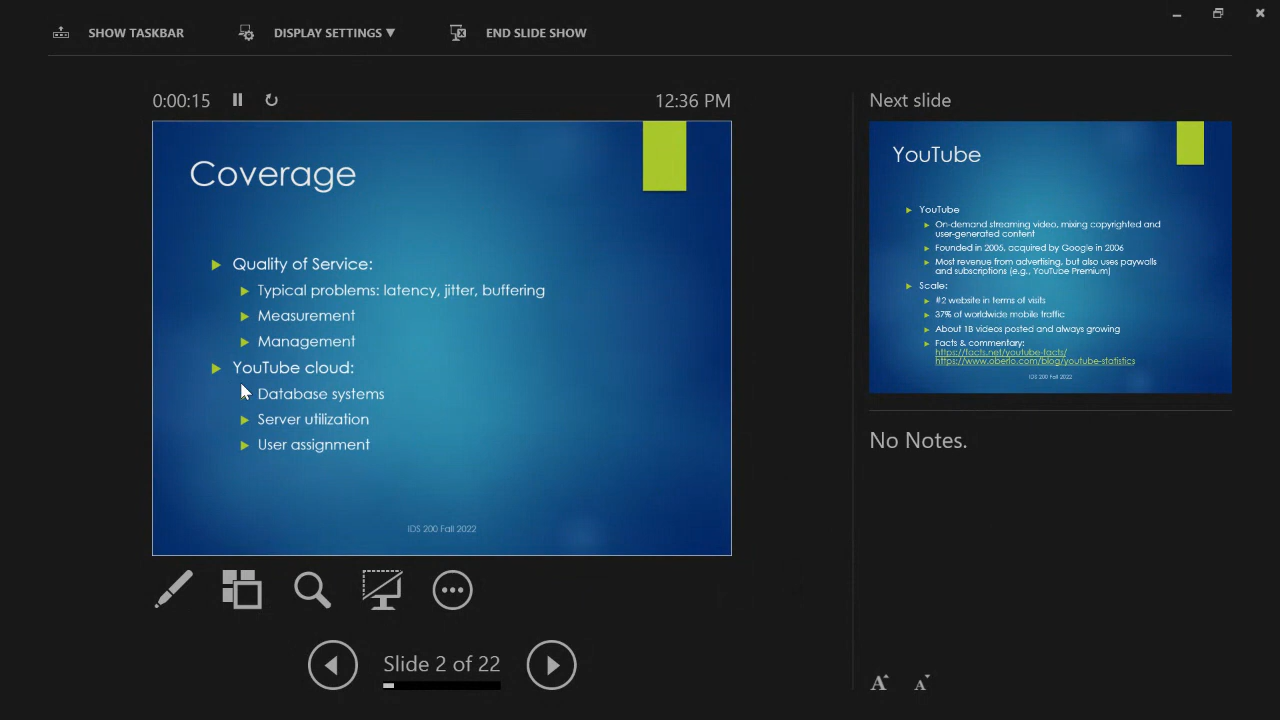 SHOW TASKBAR
DISPLAY SETTINGS ▼
END SLIDE SHOW
0:00:15
12:36 PM
Coverage
Quality of Service:
Typical problems: latency, jitter, buffering
Measurement
Management
YouTube cloud:
Database systems
Server utilization
User assignment
IDS 200 Fall 2022
Slide 2 of 22
Next slide
YouTube
YouTube
On-demand streaming video, mixing copyrighted and
user-generated content
Founded in 2005, acquired by Google in 2006
Most revenue from advertising, but also uses paywalls
and subscriptions (e.g., YouTube Premium)
Scale:
#2 website in terms of visits
37% of worldwide mobile traffic
About 1B videos posted and always growing
Facts & commentary:
https://facts.net/youtube-facts/
https://www.oberlo.com/blog/youtube-statistics
IDS 200 Fall 2022
No Notes.
A A